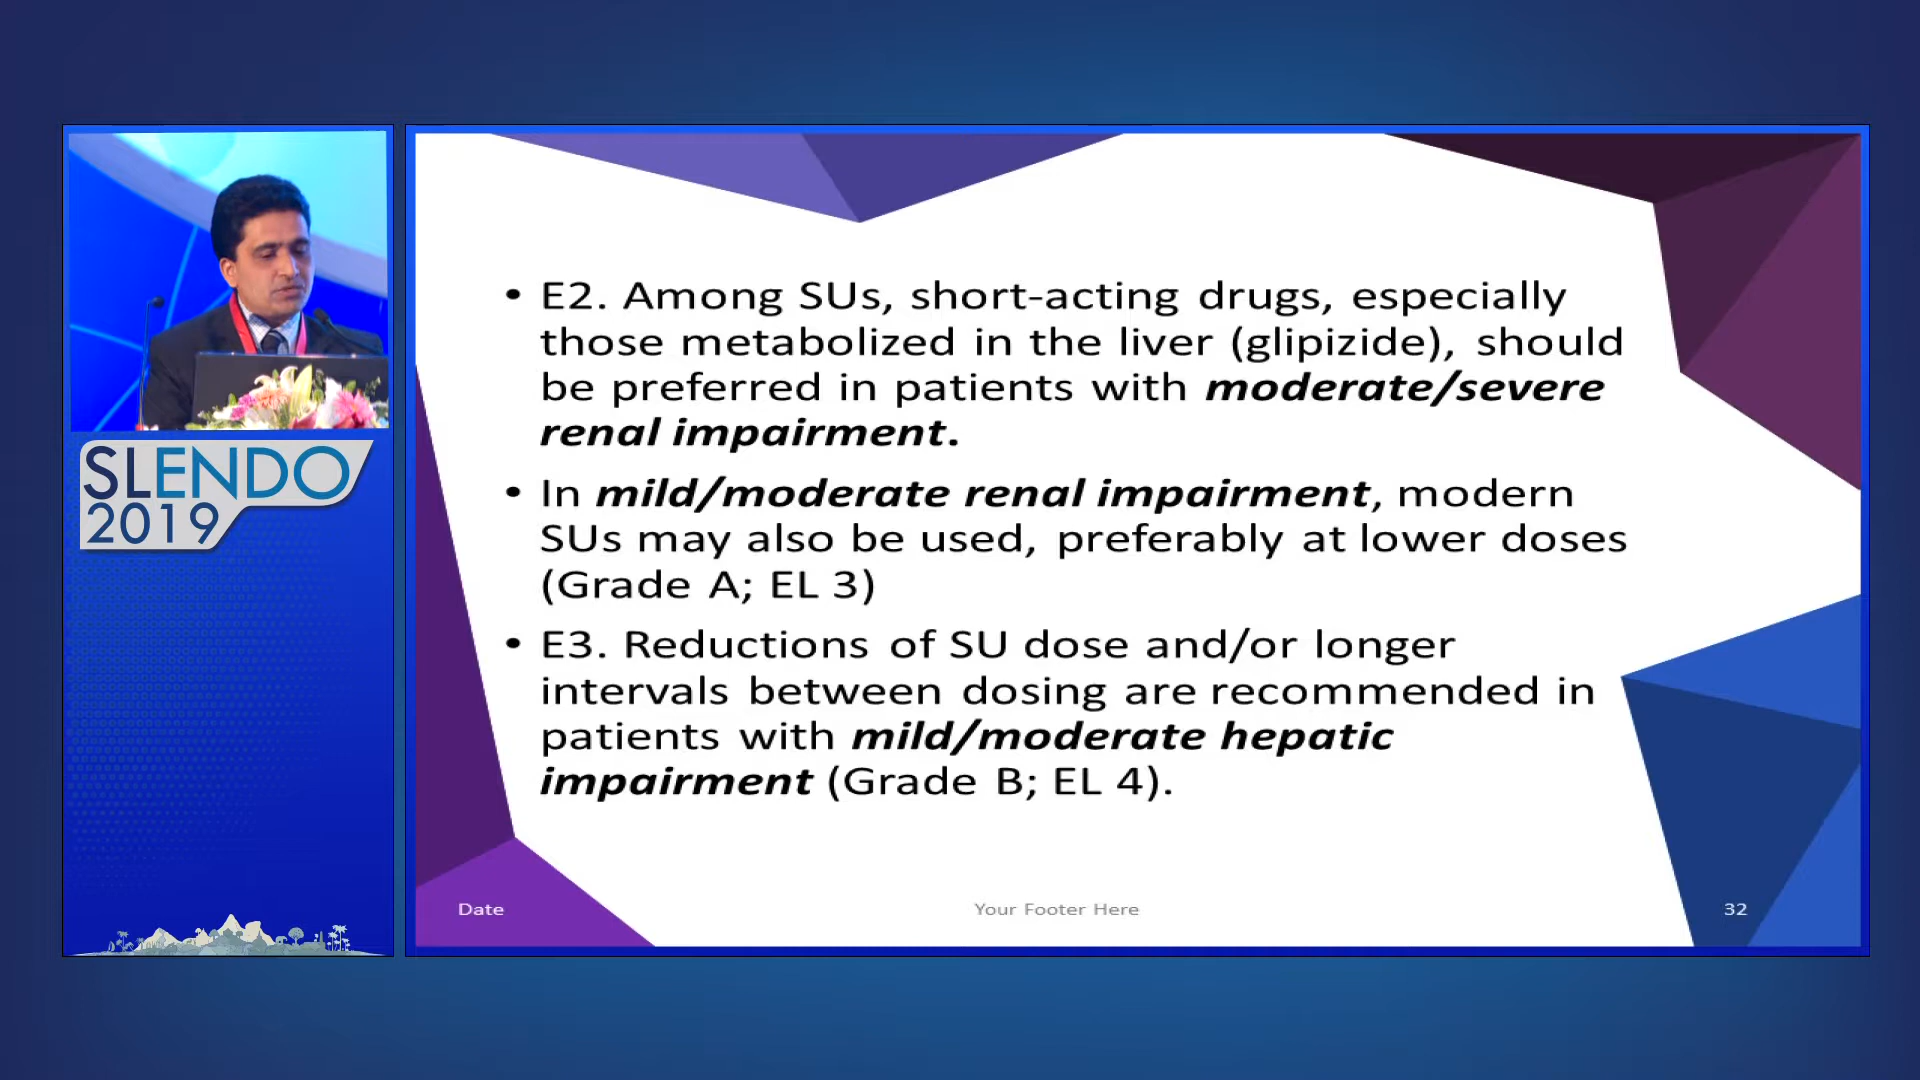 SLENDO
2019
• E2. Among SUs, short-acting drugs, especially
those metabolized in the liver (glipizide), should
be preferred in patients with moderate/severe
renal impairment.
• In mild/moderate renal impairment, modern
SUs may also be used, preferably at lower doses
(Grade A; EL 3)
• E3. Reductions of SU dose and/or longer
intervals between dosing are recommended in
patients with mild/moderate hepatic
impairment (Grade B; EL 4).
Date
Your Footer Here
32